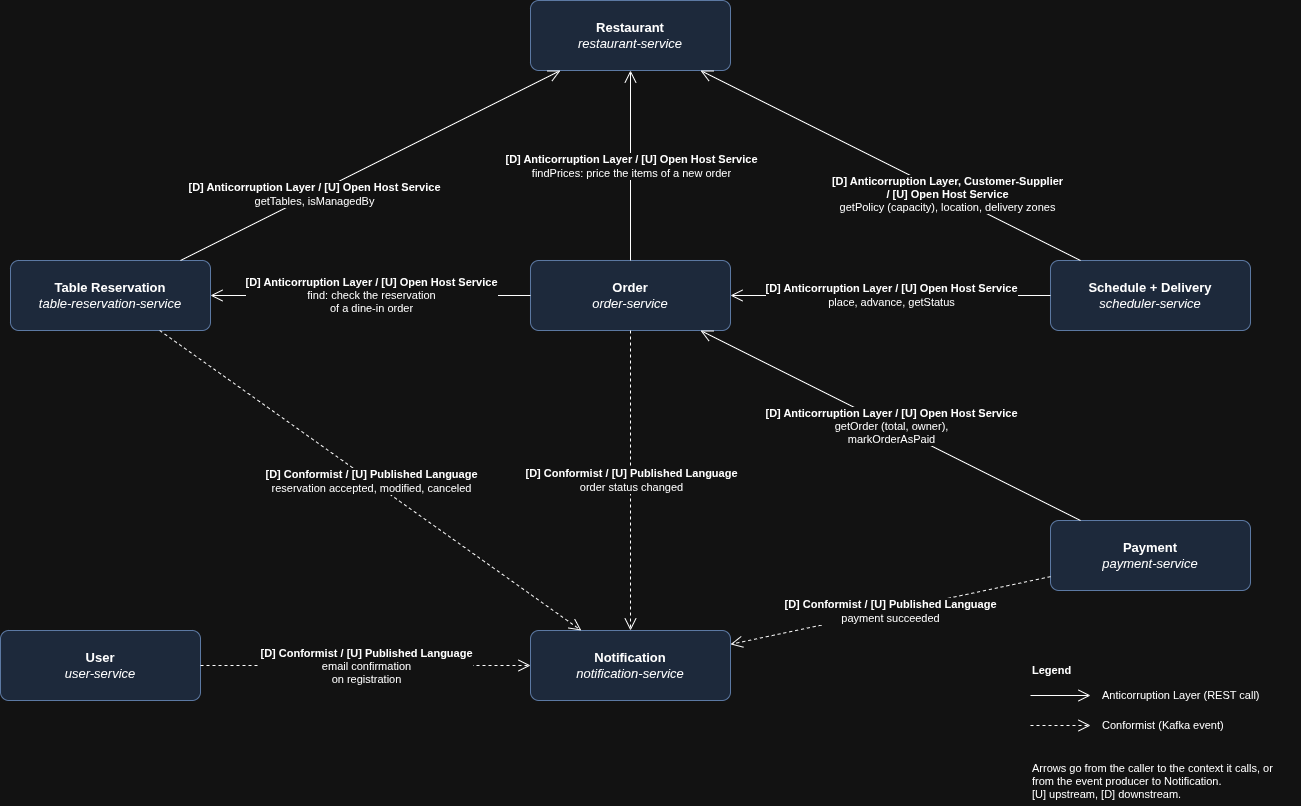 Restaurant
restaurant-service
[D] Anticorruption Layer / [U] Open Host Service
findPrices: price the items of a new order
[D] Anticorruption Layer / [U] Open Host Service
getTables, isManagedBy
[D] Anticorruption Layer, Customer-Supplier
/ [U] Open Host Service
getPolicy (capacity), location, delivery zones
Table Reservation
table-reservation-service
[D] Anticorruption Layer / [U] Open Host Service
find: check the reservation
of a dine-in order
Order
order-service
[D] Anticorruption Layer / [U] Open Host Service
place, advance, getStatus
Schedule + Delivery
scheduler-service
[D] Anticorruption Layer / [U] Open Host Service
getOrder (total, owner),
markOrderAsPaid
[D] Conformist / [U] Published Language
reservation accepted, modified, canceled
[D] Conformist / [U] Published Language
order status changed
Payment
payment-service
[D] Conformist / [U] Published Language
payment succeeded
User
user-service
[D] Conformist / [U] Published Language
email confirmation
on registration
Notification
notification-service
Legend
Anticorruption Layer (REST call)
Conformist (Kafka event)
Arrows go from the caller to the context it calls, or
from the event producer to Notification.
[U] upstream, [D] downstream.